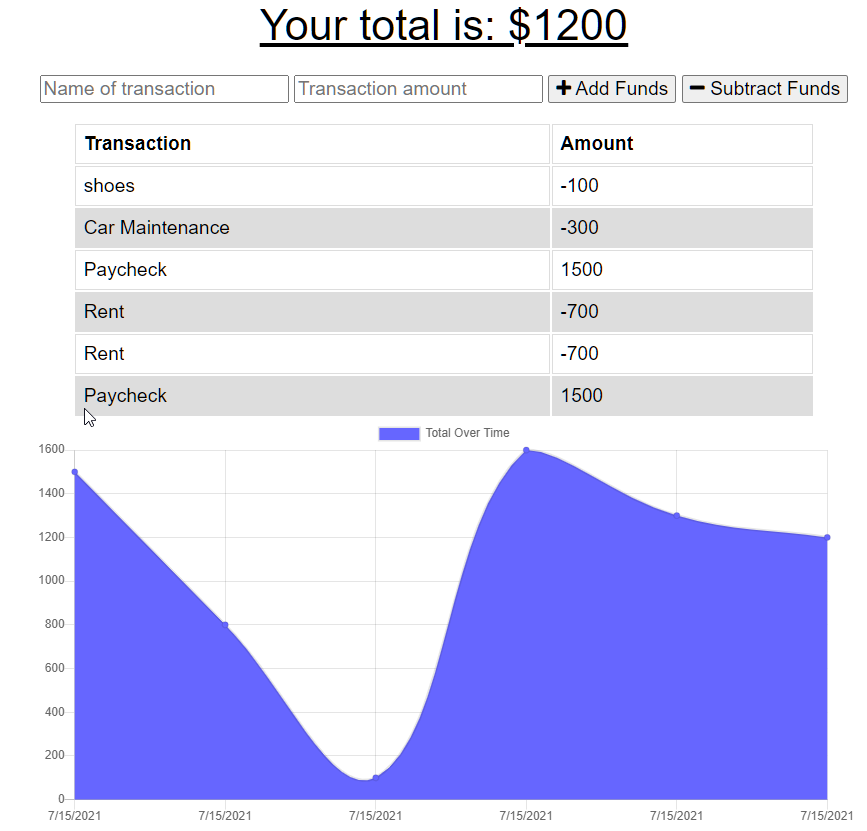 Your total is: $1200
Name of transaction Transaction amount Add Funds Subtract Funds
Transaction Amount
shoes -100
Car Maintenance -300
Paycheck 1500
Rent -700
Rent -700
Paycheck 1500
Total Over Time
1600
1400
1200
1000
800
600
400
200
0
7/15/2021 7/15/2021 7/15/2021 7/15/2021 7/15/2021 7/15/2021